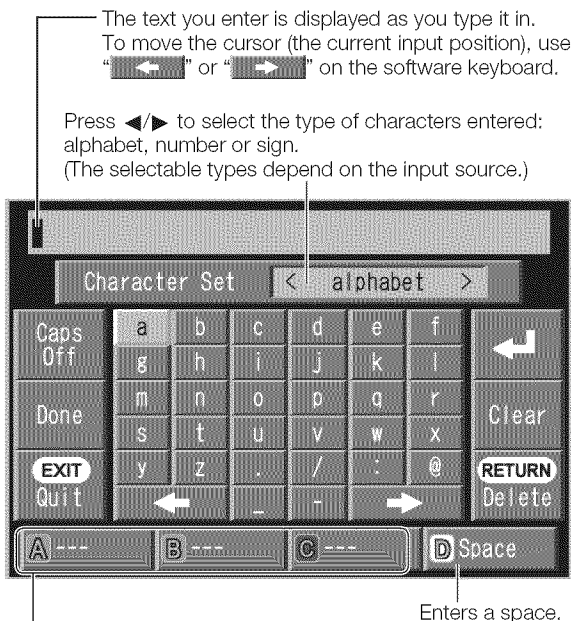 The text you enter is displayed as you type it in.
To move the cursor (the current input position), use
“←” or “→” on the software keyboard.
Press ◄/► to select the type of characters entered:
alphabet, number or sign.
(The selectable types depend on the input source.)
Character Set < alphabet >
Caps Off a b c d e f ↵
g h i j k l
Done m n o p q r Clear
s t u v w x
EXIT Quit y z . / : @ RETURN Delete
← _ - →
A --- B --- C --- D Space
Enters a space.